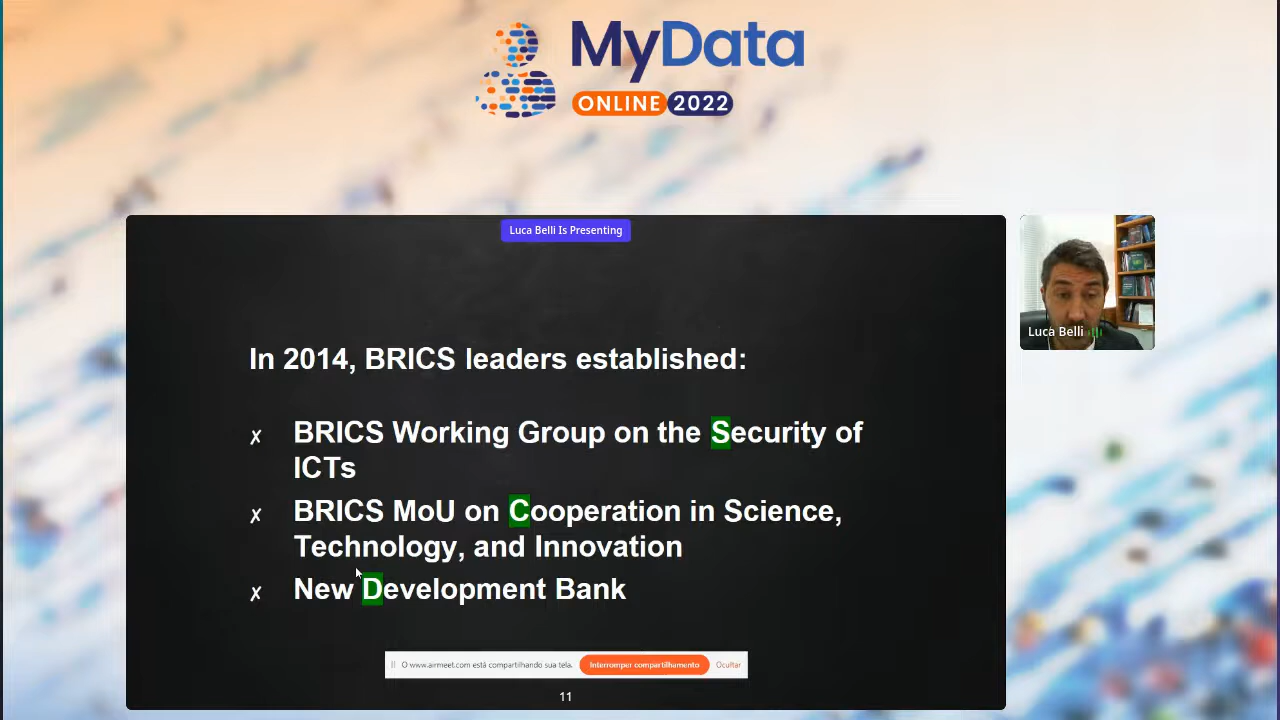 MyData
ONLINE 2022
Luca Belli Is Presenting
In 2014, BRICS leaders established:
✗ BRICS Working Group on the Security of
ICTs
✗ BRICS MoU on Cooperation in Science,
Technology, and Innovation
✗ New Development Bank
O www.airmeet.com está compartilhando sua tela. Interromper compartilhamento Ocultar
11
Luca Belli